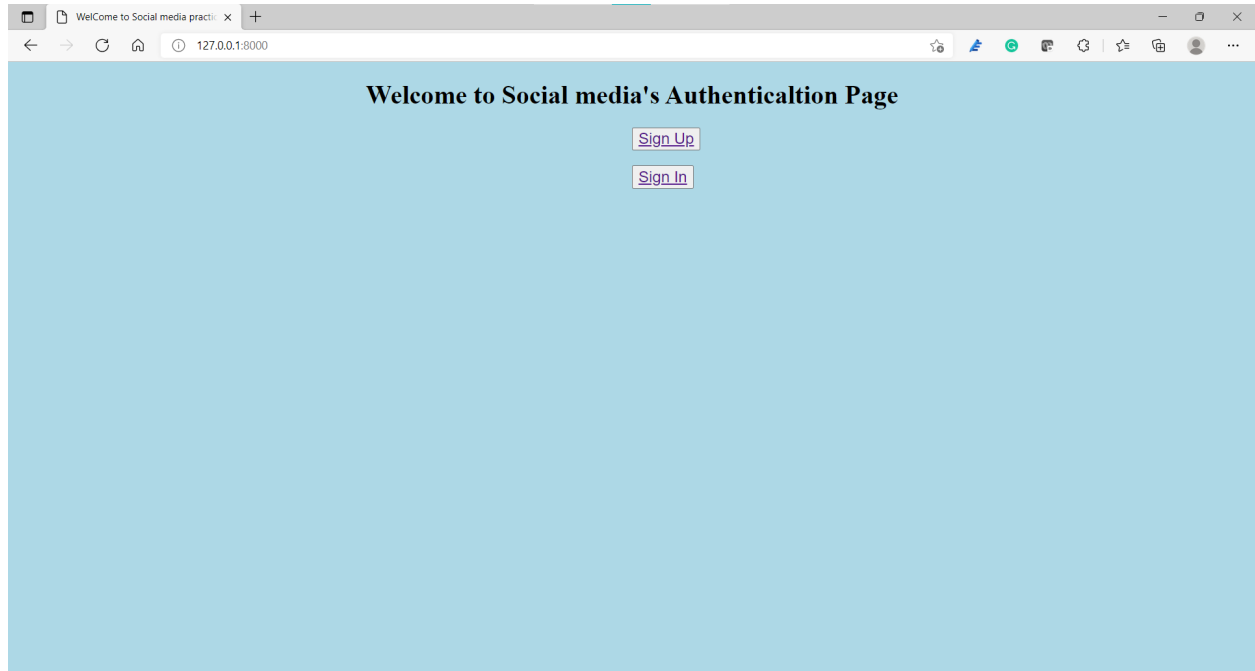 WelCome to Social media practic
127.0.0.1:8000
Welcome to Social media's Authenticaltion Page
Sign Up
Sign In